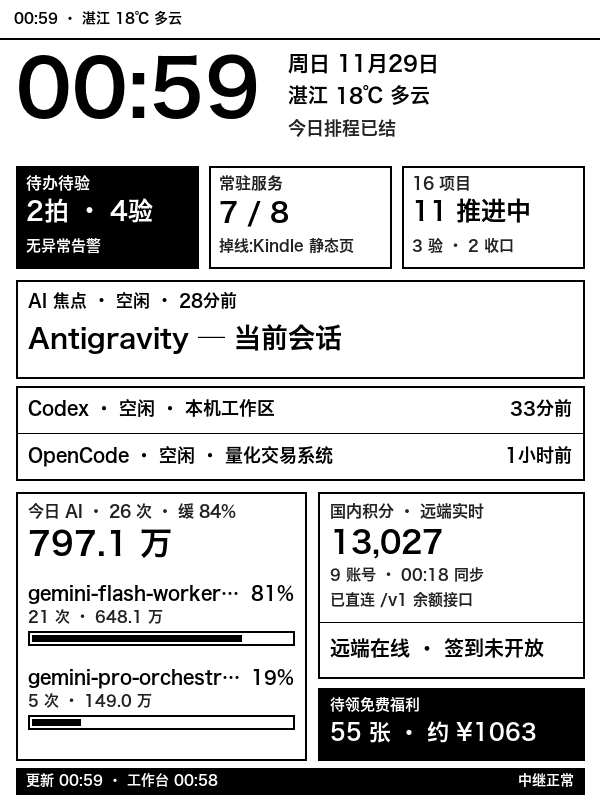 00:59 · 湛江 18℃ 多云
00:59
周日 11月29日
湛江 18℃ 多云
今日排程已结
待办待验
2拍 · 4验
无异常告警
常驻服务
7 / 8
掉线:Kindle 静态页
16 项目
11 推进中
3 验 · 2 收口
AI 焦点 · 空闲 · 28分前
Antigravity — 当前会话
Codex · 空闲 · 本机工作区 33分前
OpenCode · 空闲 · 量化交易系统 1小时前
今日 AI · 26 次 · 缓 84%
797.1 万
gemini-flash-worker… 81%
21 次 · 648.1 万
gemini-pro-orchestr… 19%
5 次 · 149.0 万
国内积分 · 远端实时
13,027
9 账号 · 00:18 同步
已直连 /v1 余额接口
远端在线 · 签到未开放
待领免费福利
55 张 · 约 ¥1063
更新 00:59 · 工作台 00:58 中继正常